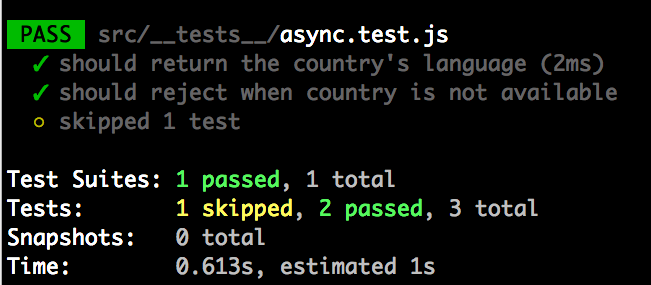 PASS src/__tests__/async.test.js
✓ should return the country's language (2ms)
✓ should reject when country is not available
○ skipped 1 test
Test Suites: 1 passed, 1 total
Tests: 1 skipped, 2 passed, 3 total
Snapshots: 0 total
Time: 0.613s, estimated 1s